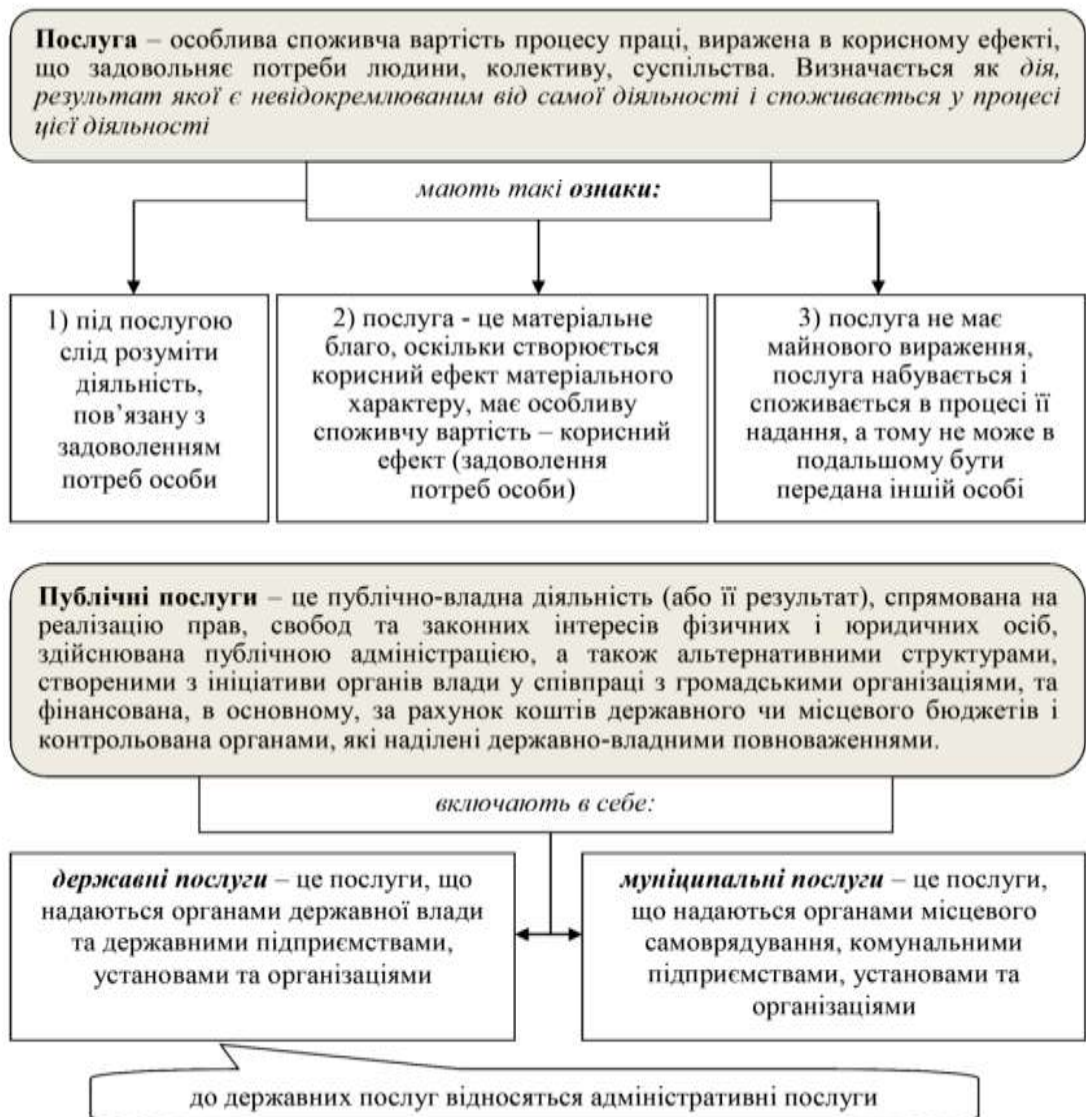 Послуга – особлива споживча вартість процесу праці, виражена в корисному ефекті,
що задовольняє потреби людини, колективу, суспільства. Визначається як дія,
результат якої є невідокремлюваним від самої діяльності і споживається у процесі
цієї діяльності
мають такі ознаки:
1) під послугою
слід розуміти
діяльність,
пов’язану з
задоволенням
потреб особи
2) послуга - це матеріальне
благо, оскільки створюється
корисний ефект матеріального
характеру, має особливу
споживчу вартість – корисний
ефект (задоволення
потреб особи)
3) послуга не має
майнового вираження,
послуга набувається і
споживається в процесі її
надання, а тому не може в
подальшому бути
передана іншій особі
Публічні послуги – це публічно-владна діяльність (або її результат), спрямована на
реалізацію прав, свобод та законних інтересів фізичних і юридичних осіб,
здійснювана публічною адміністрацією, а також альтернативними структурами,
створеними з ініціативи органів влади у співпраці з громадськими організаціями, та
фінансована, в основному, за рахунок коштів державного чи місцевого бюджетів і
контрольована органами, які наділені державно-владними повноваженнями.
включають в себе:
державні послуги – це послуги, що
надаються органами державної влади
та державними підприємствами,
установами та організаціями
муніципальні послуги – це послуги,
що надаються органами місцевого
самоврядування, комунальними
підприємствами, установами та
організаціями
до державних послуг відносяться адміністративні послуги